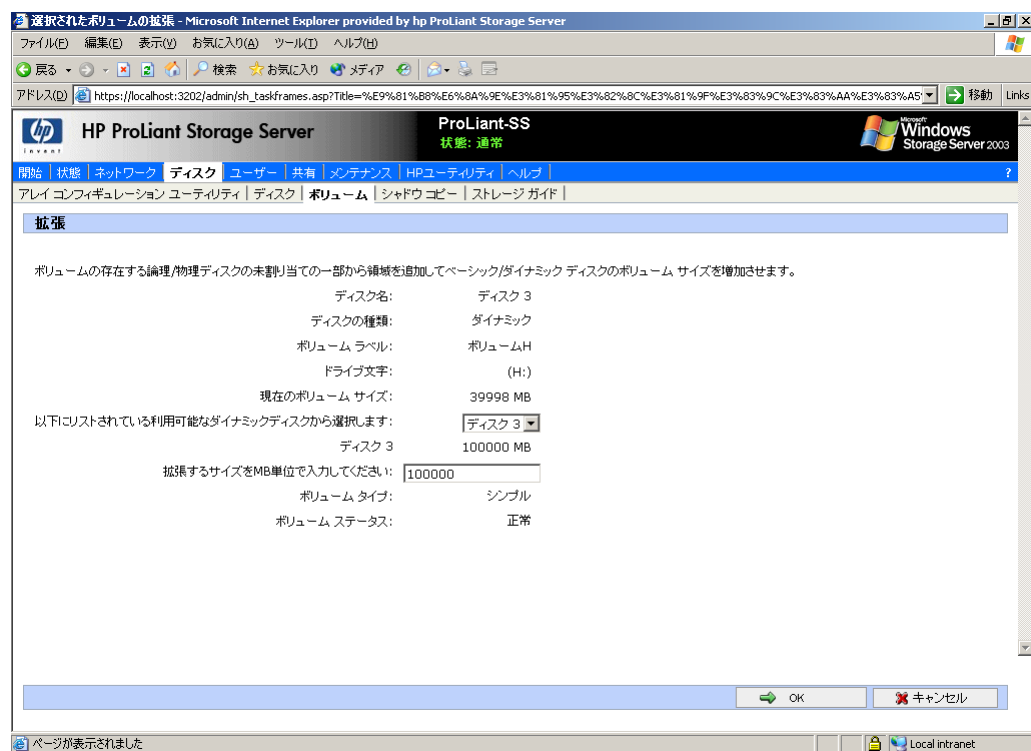 選択されたボリュームの拡張 - Microsoft Internet Explorer provided by hp ProLiant Storage Server
ファイル(F) 編集(E) 表示(V) お気に入り(A) ツール(T) ヘルプ(H)
戻る 検索 お気に入り メディア
アドレス(D) https://localhost:3202/admin/sh_taskframes.asp?Title=%E9%81%B8%E6%8A%9E%E3%81%95%E3%82%8C%E3%81%9F%E3%83%9C%E3%83%AA%E3%83%A5 移動 Links
hp invent HP ProLiant Storage Server ProLiant-SS 状態: 通常 Microsoft Windows Storage Server 2003
開始 | 状態 | ネットワーク | ディスク | ユーザー | 共有 | メンテナンス | HPユーティリティ | ヘルプ | ?
アレイ コンフィギュレーション ユーティリティ | ディスク | ボリューム | シャドウ コピー | ストレージ ガイド |
拡張
ボリュームの存在する論理/物理ディスクの未割り当ての一部から領域を追加してベーシック/ダイナミック ディスクのボリューム サイズを増加させます。
ディスク名: ディスク 3
ディスクの種類: ダイナミック
ボリューム ラベル: ボリュームH
ドライブ文字: (H:)
現在のボリューム サイズ: 39998 MB
以下にリストされている利用可能なダイナミックディスクから選択します: ディスク 3
ディスク 3 100000 MB
拡張するサイズをMB単位で入力してください: 100000
ボリューム タイプ: シンプル
ボリューム ステータス: 正常
OK キャンセル
ページが表示されました Local intranet